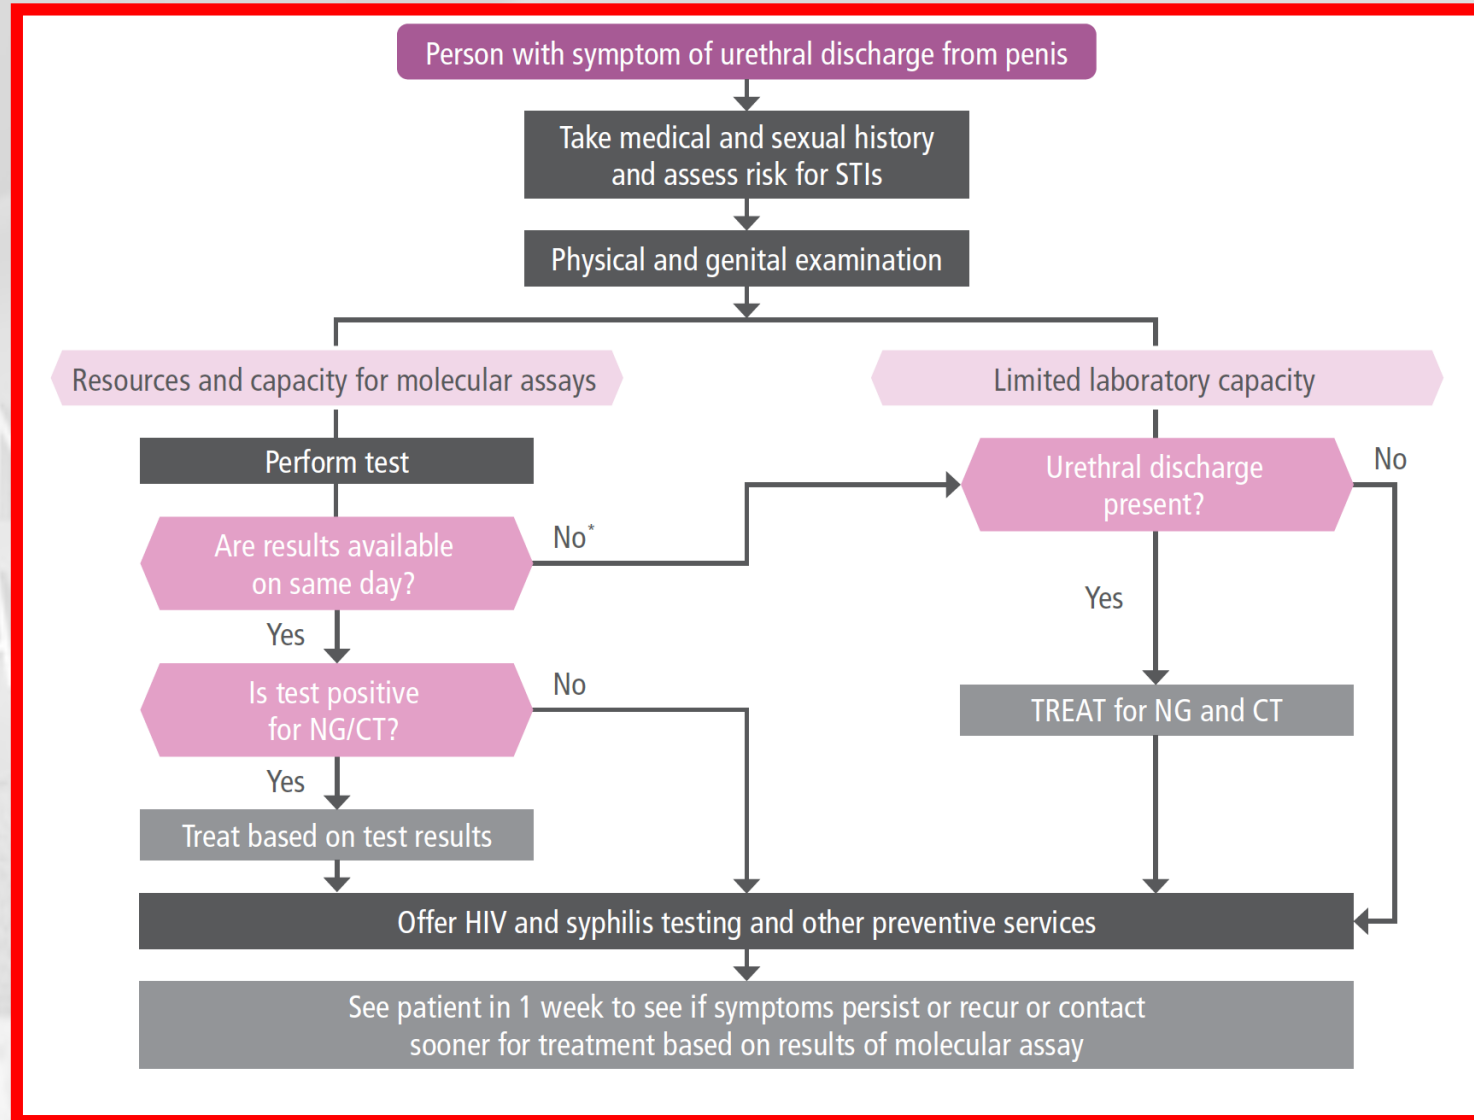 Person with symptom of urethral discharge from penis
Take medical and sexual history
and assess risk for STIs
Physical and genital examination
Resources and capacity for molecular assays
Limited laboratory capacity
Perform test
Urethral discharge
present?
No
Are results available
on same day?
No*
Yes
Yes
Is test positive
for NG/CT?
No
TREAT for NG and CT
Yes
Treat based on test results
Offer HIV and syphilis testing and other preventive services
See patient in 1 week to see if symptoms persist or recur or contact
sooner for treatment based on results of molecular assay